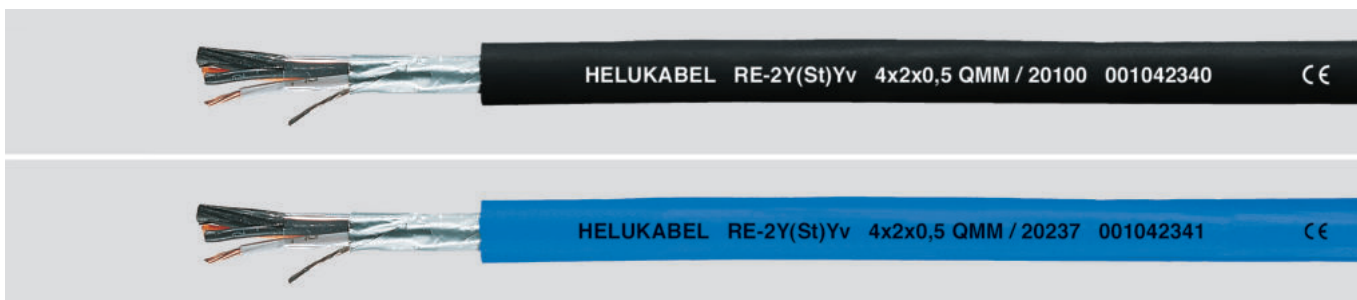 HELUKABEL RE-2Y(St)Yv 4x2x0,5 QMM / 20100 001042340 CE
HELUKABEL RE-2Y(St)Yv 4x2x0,5 QMM / 20237 001042341 CE